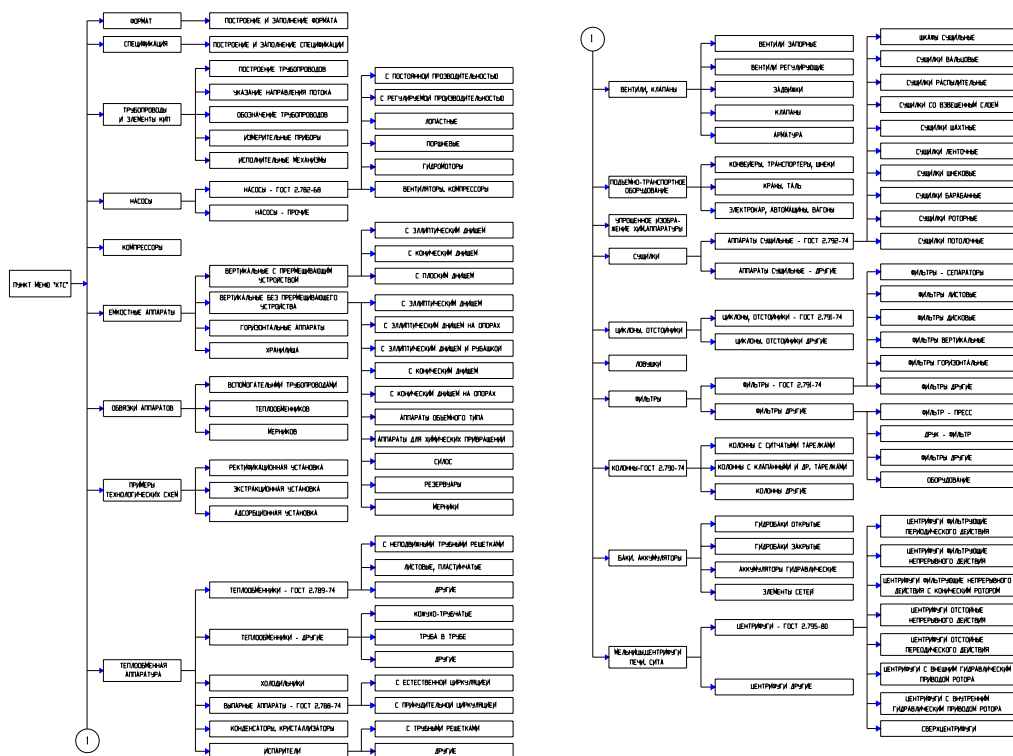 ПУНКТ МЕНЮ "ХТС"
ФОРМАТ
ПОСТРОЕНИЕ И ЗАПОЛНЕНИЕ ФОРМАТА
СПЕЦИФИКАЦИЯ
ПОСТРОЕНИЕ И ЗАПОЛНЕНИЕ СПЕЦИФИКАЦИИ
ТРУБОПРОВОДЫ
И ЭЛЕМЕНТЫ КИП
ПОСТРОЕНИЕ ТРУБОПРОВОДОВ
УКАЗАНИЕ НАПРАВЛЕНИЯ ПОТОКА
ОБОЗНАЧЕНИЕ ТРУБОПРОВОДОВ
ИЗМЕРИТЕЛЬНЫЕ ПРИБОРЫ
ИСПОЛНИТЕЛЬНЫЕ МЕХАНИЗМЫ
НАСОСЫ
НАСОСЫ - ГОСТ 2.782-68
НАСОСЫ - ПРОЧИЕ
С ПОСТОЯННОЙ ПРОЗВОДИТЕЛЬНОСТЬЮ
С РЕГУЛИРУЕМОЙ ПРОИЗВОДИТЕЛЬНОСТЬЮ
ЛОПАСТНЫЕ
ПОРШНЕВЫЕ
ГИДРОМОТОРЫ
ВЕНТИЛЯТОРЫ, КОМПРЕССОРЫ
КОМПРЕССОРЫ
ЕМКОСТНЫЕ АППАРАТЫ
ВЕРТИКАЛЬНЫЕ С ПРЕРМЕШИВАЮЩИМ
УСТРОЙСТВОМ
ВЕРТИКАЛЬНЫЕ БЕЗ ПРЕРМЕШИВАЮЩЕГО
УСТРОЙСТВА
ГОРИЗОНТАЛЬНЫЕ АППАРАТЫ
ХРАНИЛИЩА
С ЭЛЛИПТИЧЕСКИМ ДНИЩЕМ
С КОНИЧЕСКИМ ДНИЩЕМ
С ПЛОСКИМ ДНИЩЕМ
С ЭЛЛИПТИЧЕСКИМ ДНИЩЕМ
С ЭЛЛИПТИЧЕСКИМ ДНИЩЕМ НА ОПОРАХ
С ЭЛЛИПТИЧЕСКИМ ДНИЩЕМ И РУБАШКОЙ
С КОНИЧЕСКИМ ДНИЩЕМ
С КОНИЧЕСКИМ ДНИЩЕМ НА ОПОРАХ
АППАРАТЫ ОБЪЕМНОГО ТИПА
АППАРАТЫ ДЛЯ ХИМИЧЕСКИХ ПРИВРАЩЕНИЙ
СИЛОС
РЕЗЕРВУАРЫ
МЕРНИКИ
ОБВЯЗКИ АППАРАТОВ
ВСПОМОГАТЕЛЬНИМИ ТРУБОПРОВОДАМИ
ТЕПЛООБМЕННИКОВ
МЕРНИКОВ
ПРИМЕРЫ
ТЕХНОЛОГИЧЕСКИХ СХЕМ
РЕКТИФИКАЦИОННАЯ УСТАНОВКА
ЭКСТРАКЦИОННАЯ УСТАНОВКА
АДСОРБЦИОННАЯ УСТАНОВКА
ТЕПЛООБМЕННАЯ
АППАРАТУРА
ТЕПЛООБМЕННИКИ - ГОСТ 2.789-74
С НЕПОДВИЖНЫМИ ТРУБНЫМИ РЕШЕТКАМИ
ЛИСТОВЫЕ, ПЛАСТИНЧАТЫЕ
ДРУГИЕ
ТЕПЛООБМЕННИКИ - ДРУГИЕ
КОЖУХО-ТРУБЧАТЫЕ
ТРУБА В ТРУБЕ
ДРУГИЕ
ХОЛОДИЛЬНИКИ
ВЫПАРНЫЕ АППАРАТЫ - ГОСТ 2.788-74
С ЕСТЕСТВЕННОЙ ЦИРКУЛЯЦИЕЙ
С ПРИНУДИТЕЛЬНОЙ ЦИРКУЛЯЦИЕЙ
КОНДЕНСАТОРЫ, КРИСТАЛЛИЗАТОРЫ
ИСПАРИТЕЛИ
С ТРУБНЫМИ РЕШЕТКАМИ
ДРУГИЕ
1
1
ВЕНТИЛИ, КЛАПАНЫ
ВЕНТИЛИ ЗАПОРНЫЕ
ВЕНТИЛИ РЕГУЛИРУЮЩИЕ
ЗАДВИЖКИ
КЛАПАНЫ
АРМАТУРА
ПОДЪЕМНО-ТРАНСПОРТНОЕ
ОБОРУДОВАНИЕ
КОНВЕЙЕРЫ, ТРАНСПОРТЕРЫ, ШНЕКИ
КРАНЫ, ТАЛЬ
ЭЛЕКТРОКАР, АВТОМАШИНЫ, ВАГОНЫ
УПРОЩЕННОЕ ИЗОБРА-
ЖЕНИЕ ХИМ.АППАРАТУРЫ
СУШИЛКИ
АППАРАТЫ СУШИЛЬНЫЕ - ГОСТ 2.792-74
АППАРАТЫ СУШИЛЬНЫЕ - ДРУГИЕ
ШКАФЫ СУШИЛЬНЫЕ
СУШИЛКИ ВАЛЬЦОВЫЕ
СУШИЛКИ РАСПЫЛИТЕЛЬНЫЕ
СУШИЛКИ СО ВЗВЕШЕННЫМ СЛОЕМ
СУШИЛКИ ШАХТНЫЕ
СУШИЛКИ ЛЕНТОЧНЫЕ
СУШИЛКИ ШНЕКОВЫЕ
СУШИЛКИ БАРАБАННЫЕ
СУШИЛКИ РОТОРНЫЕ
СУШИЛКИ ПОТОЛОЧНЫЕ
ЦИКЛОНЫ, ОТСТОЙНИКИ
ЦИКЛОНЫ, ОТСТОЙНИКИ - ГОСТ 2.791-74
ЦИКЛОНЫ, ОТСТОЙНИКИ ДРУГИЕ
ЛОВУШКИ
ФИЛЬТРЫ
ФИЛЬТРЫ - ГОСТ 2.791-74
ФИЛЬТРЫ ДРУГИЕ
ФИЛЬТРЫ - СЕПАРАТОРЫ
ФИЛЬТРЫ ЛИСТОВЫЕ
ФИЛЬТРЫ ДИСКОВЫЕ
ФИЛЬТРЫ ВЕРТИКАЛЬНЫЕ
ФИЛЬТРЫ ГОРИЗОНТАЛЬНЫЕ
ФИЛЬТРЫ ДРУГИЕ
ФИЛЬТР - ПРЕСС
ДРУК - ФИЛЬТР
ФИЛЬТРЫ ДРУГИЕ
ОБОРУДОВАНИЕ
КОЛОННЫ-ГОСТ 2.790-74
КОЛОННЫ С СИТЧАТЫМИ ТАРЕЛКАМИ
КОЛОННЫ С КЛАПАННЫМИ И ДР. ТАРЕЛКАМИ
КОЛОННЫ ДРУГИЕ
БАКИ, АККУМУЛЯТОРЫ
ГИДРОБАКИ ОТКРЫТЫЕ
ГИДРОБАКИ ЗАКРЫТЫЕ
АККУМУЛЯТОРЫ ГИДРАВЛИЧЕСКИЕ
ЭЛЕМЕНТЫ СЕТЕЙ
МЕЛЬНИЦЫ,ЦЕНТРИФУГИ
ПЕЧИ, СИТА
ЦЕНТРИФУГИ - ГОСТ 2.795-80
ЦЕНТРИФУГИ ДРУГИЕ
ЦЕНТРИФУГИ ФИЛЬТРУЮЩИЕ
ПЕРИОДИЧЕСКОГО ДЕЙСТВИЯ
ЦЕНТРИФУГИ ФИЛЬТРУЮЩИЕ
НЕПРЕРЫВНОГО ДЕЙСТВИЯ
ЦЕНТРИФУГИ ФИЛЬТРУЮЩИЕ НЕПРЕРЫВНОГО
ДЕЙСТВИЯ С КОНИЧЕСКИМ РОТОРОМ
ЦЕНТРИФУГИ ОТСТОЙНЫЕ
НЕПРЕРЫВНОГО ДЕЙСТВИЯ
ЦЕНТРИФУГИ ОТСТОЙНЫЕ
ПЕРЕОДИЧЕСКОГО ДЕЙСТВИЯ
ЦЕНТРИФУГИ С ВНЕШНИМ ГИДРАВЛИЧЕСКИМ
ПРИВОДОМ РОТОРА
ЦЕНТРИФУГИ С ВНУТРЕННИМ
ГИДРАВЛИЧЕСКИМ ПРИВОДОМ РОТОРА
СВЕРХЦЕНТРИФУГИ